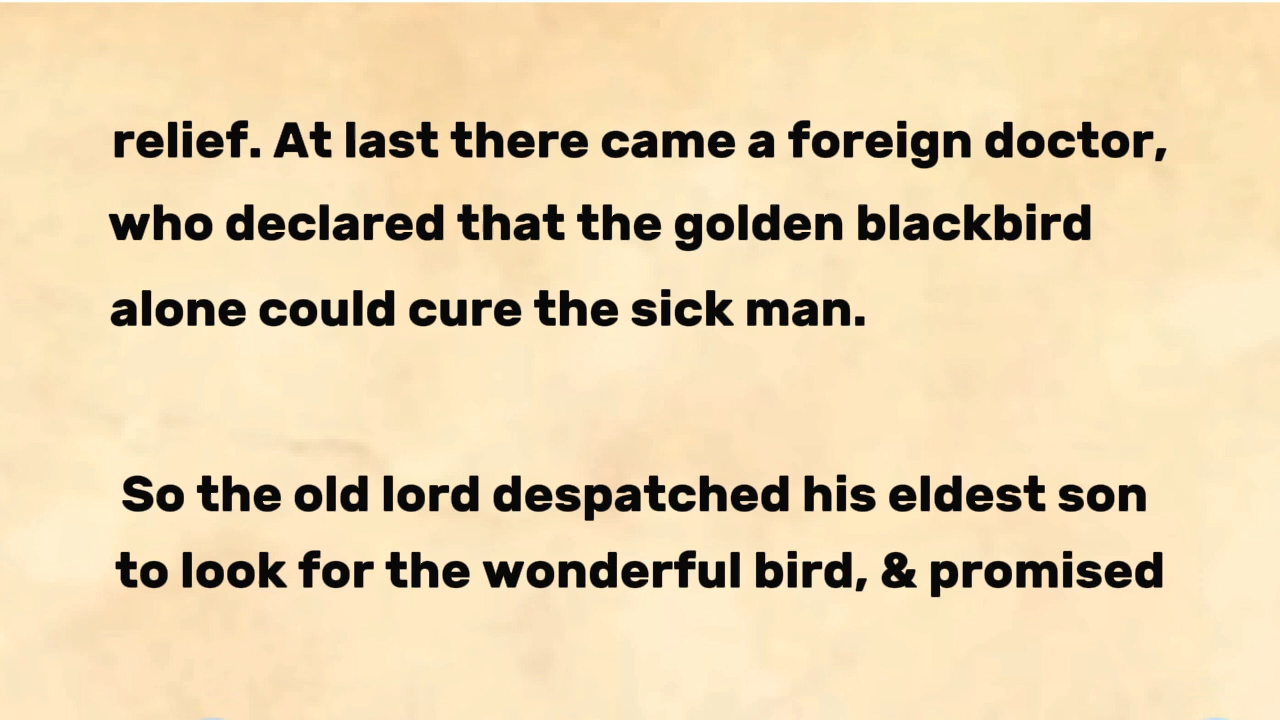 relief. At last there came a foreign doctor,
who declared that the golden blackbird
alone could cure the sick man.
So the old lord despatched his eldest son
to look for the wonderful bird, & promised